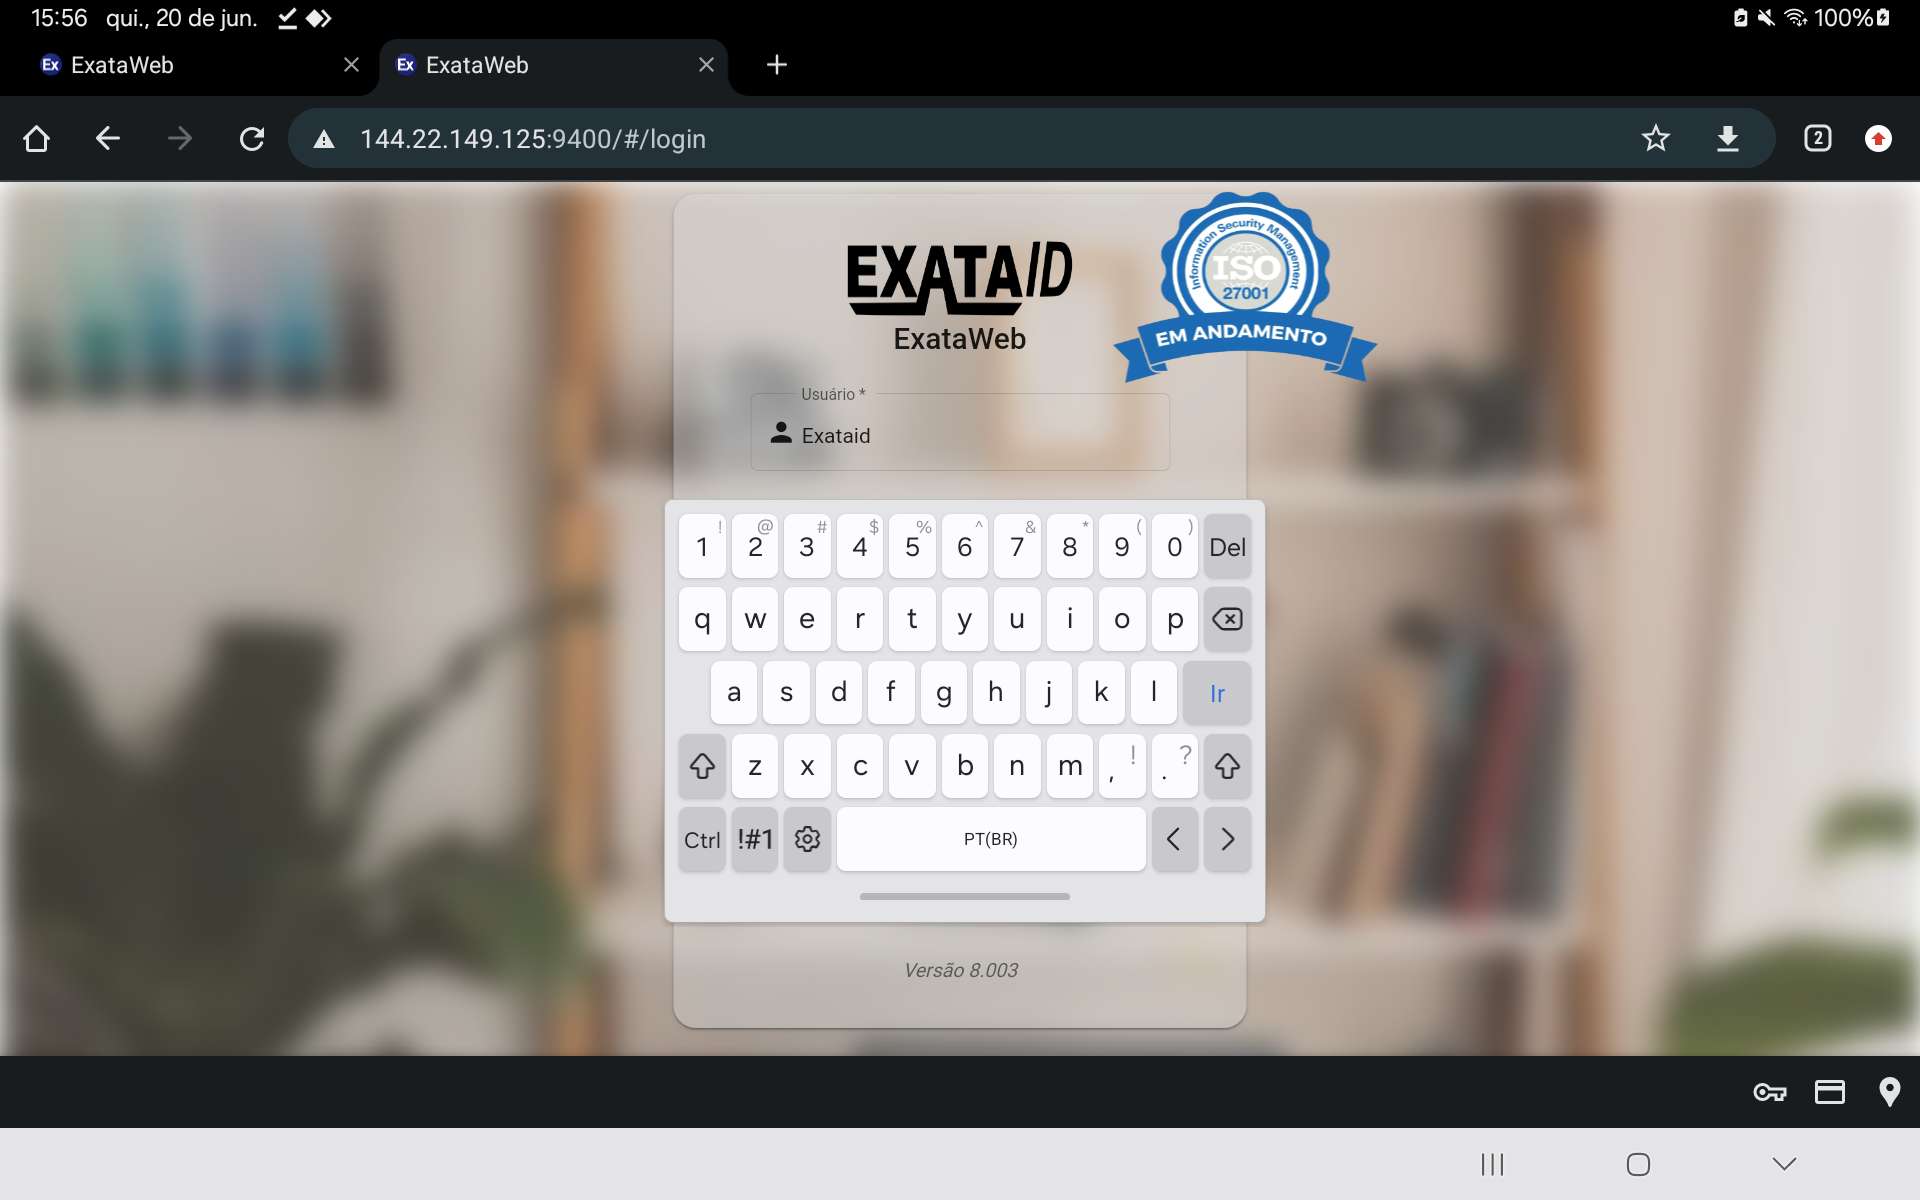 15:56 qui., 20 de jun. 100%
Ex ExataWeb
Ex ExataWeb
144.22.149.125:9400/#/login
2
EXATAID
ExataWeb
Information Security Management
ISO
27001
EM ANDAMENTO
Usuário *
Exataid
! @ # $ % ^ & * ( )
1 2 3 4 5 6 7 8 9 0 Del
q w e r t y u i o p
a s d f g h j k l Ir
z x c v b n m , ! . ?
Ctrl !#1 PT(BR) < >
Versão 8.003